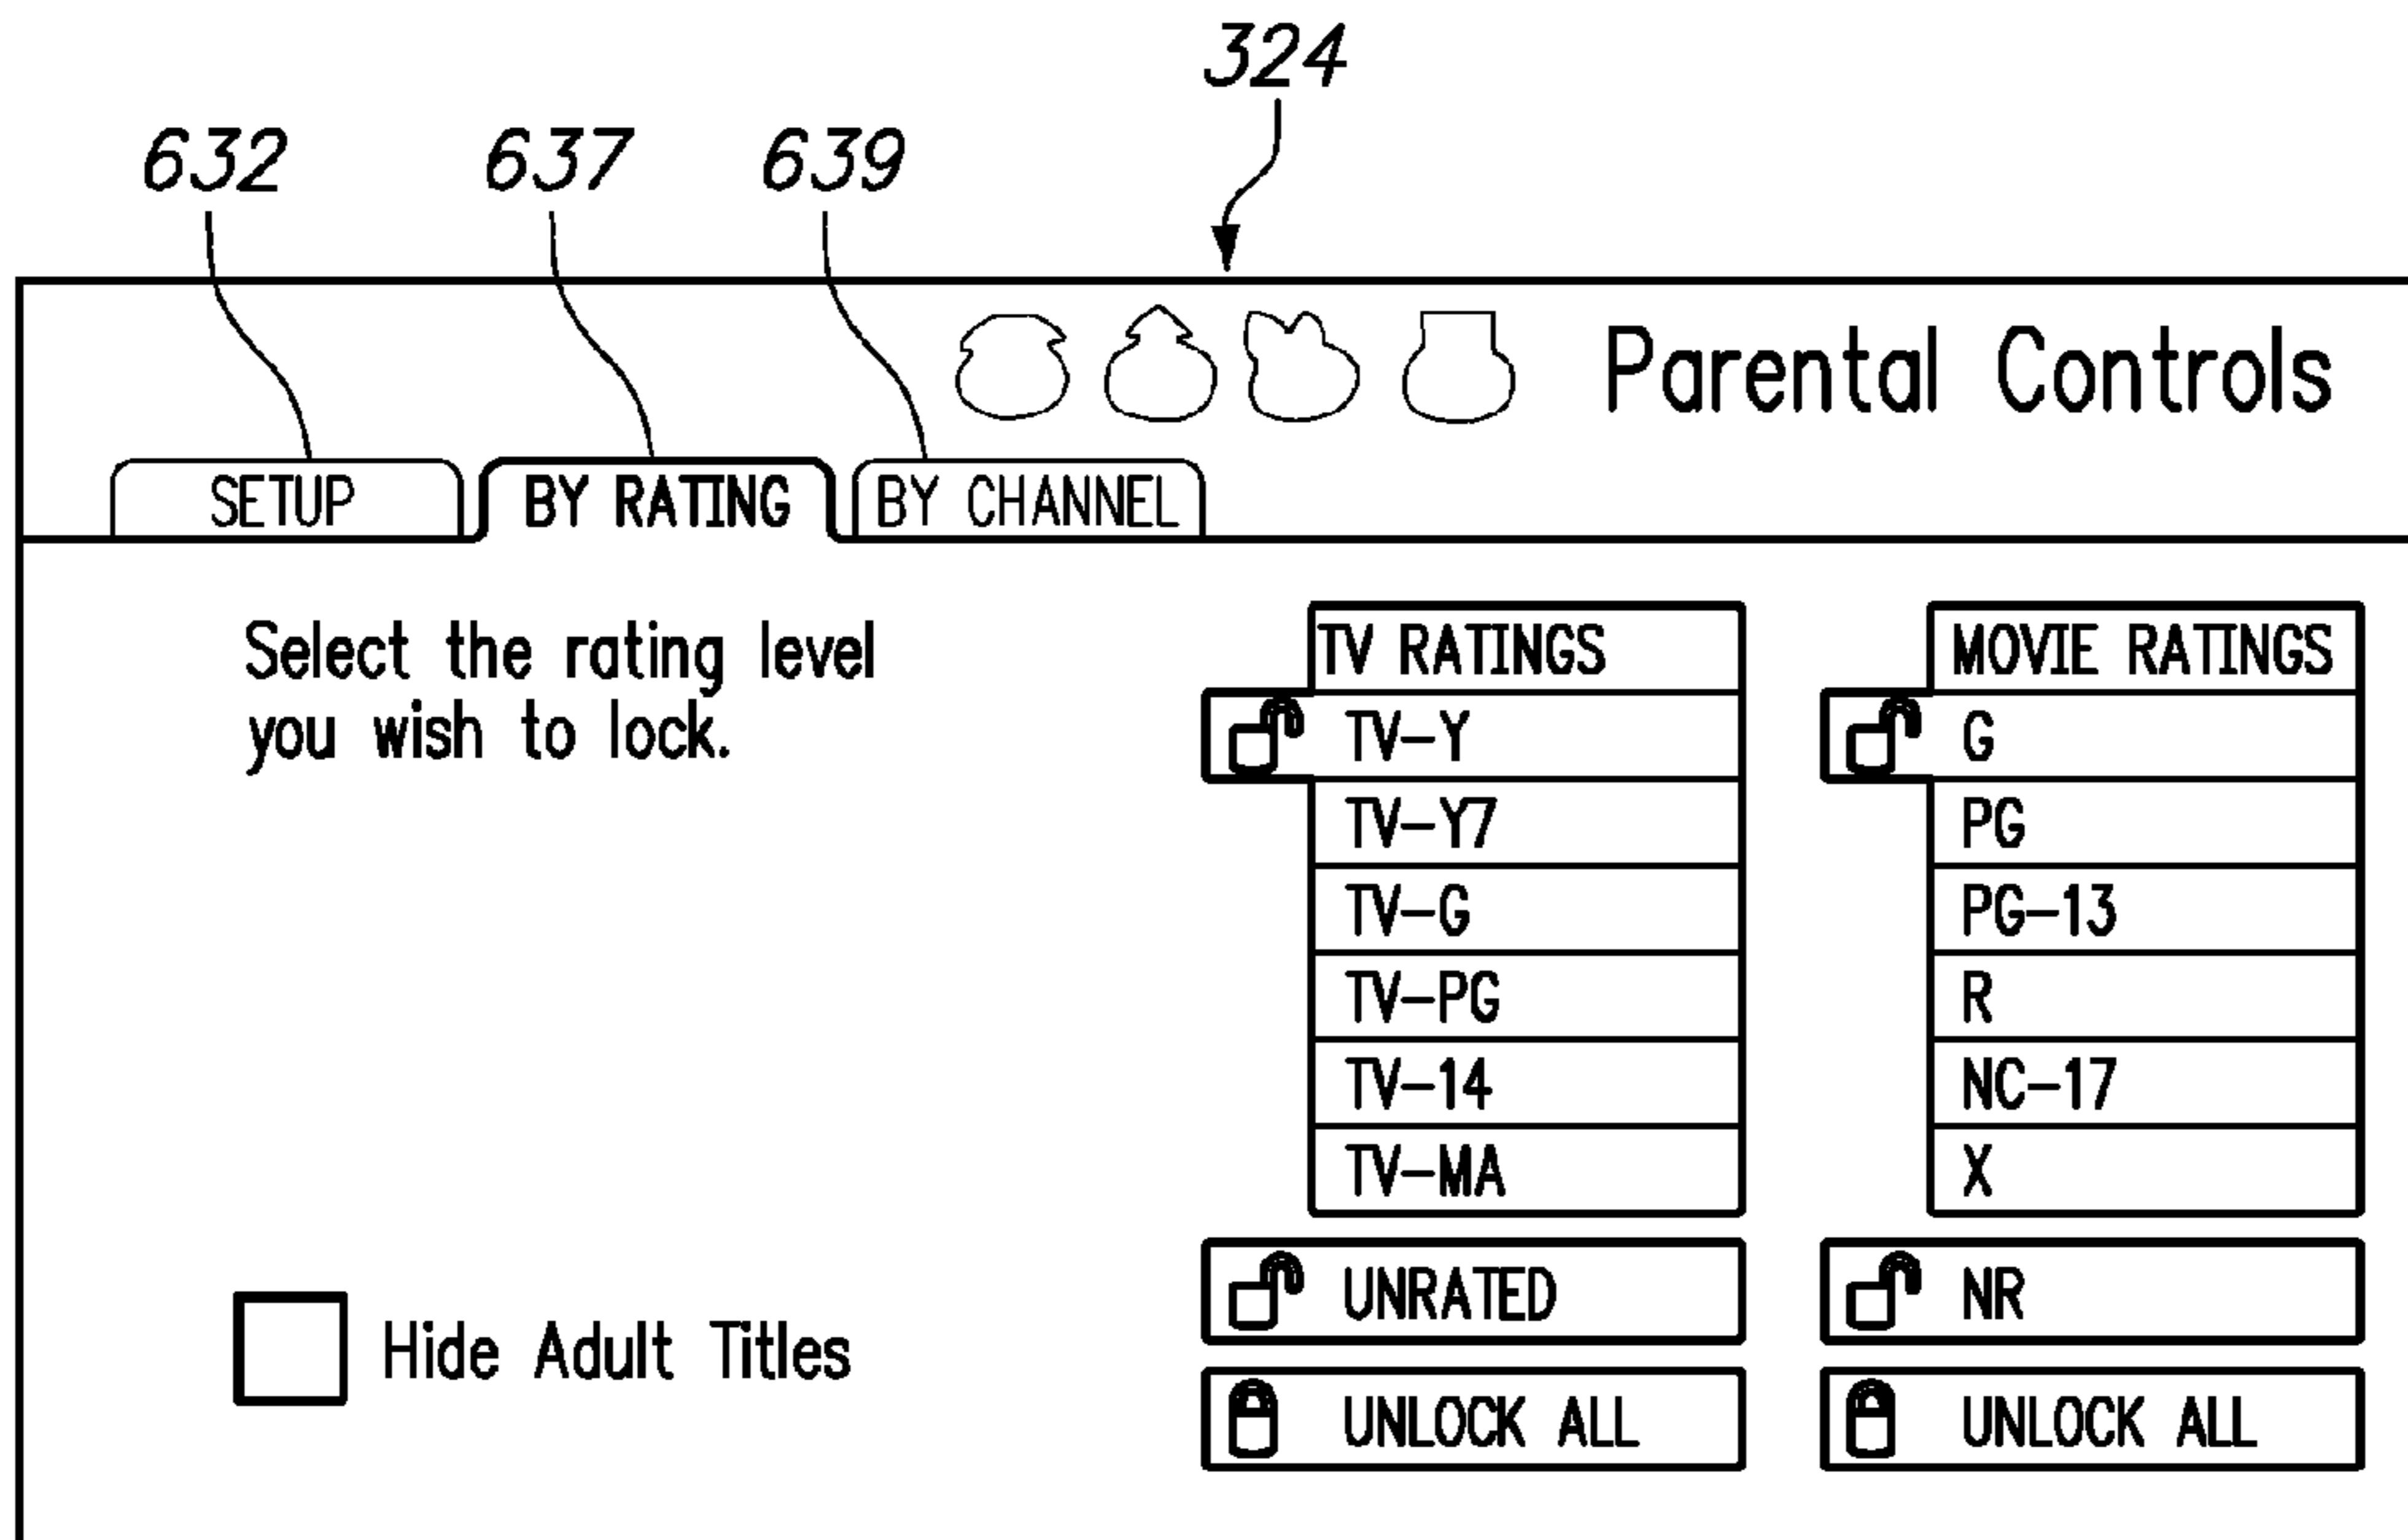 324
632 637 639
Parental Controls
SETUP BY RATING BY CHANNEL
Select the rating level
you wish to lock.
TV RATINGS
TV-Y
TV-Y7
TV-G
TV-PG
TV-14
TV-MA
UNRATED
UNLOCK ALL
MOVIE RATINGS
G
PG
PG-13
R
NC-17
X
NR
UNLOCK ALL
Hide Adult Titles